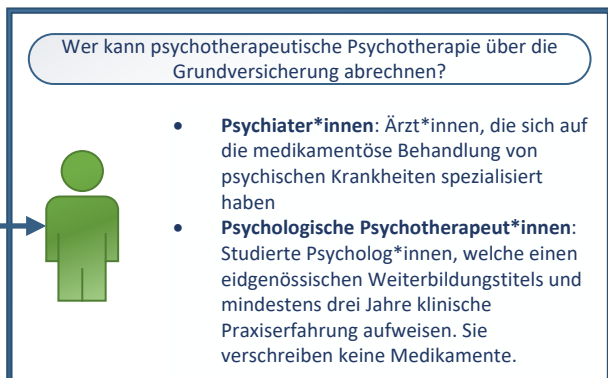 Wer kann psychotherapeutische Psychotherapie über die
Grundversicherung abrechnen?
• Psychiater*innen: Ärzt*innen, die sich auf
die medikamentöse Behandlung von
psychischen Krankheiten spezialisiert
haben
• Psychologische Psychotherapeut*innen:
Studierte Psycholog*innen, welche einen
eidgenössischen Weiterbildungstitels und
mindestens drei Jahre klinische
Praxiserfahrung aufweisen. Sie
verschreiben keine Medikamente.